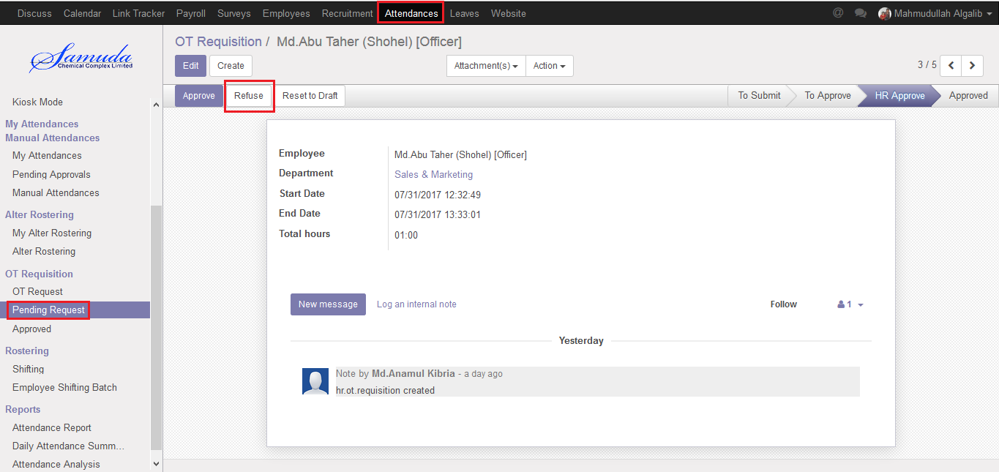 Discuss Calendar Link Tracker Payroll Surveys Employees Recruitment Attendances Leaves Website @ Mahmudullah Algalib
Samuda
Chemical Complex Limited
Kiosk Mode
My Attendances
Manual Attendances
My Attendances
Pending Approvals
Manual Attendances
Alter Rostering
My Alter Rostering
Alter Rostering
OT Requisition
OT Request
Pending Request
Approved
Rostering
Shifting
Employee Shifting Batch
Reports
Attendance Report
Daily Attendance Summ...
Attendance Analysis
OT Requisition / Md.Abu Taher (Shohel) [Officer]
Edit Create Attachment(s) Action 3 / 5
Approve Refuse Reset to Draft To Submit To Approve HR Approve Approved
Employee Md.Abu Taher (Shohel) [Officer]
Department Sales & Marketing
Start Date 07/31/2017 12:32:49
End Date 07/31/2017 13:33:01
Total hours 01:00
New message Log an internal note Follow 1
Yesterday
Note by Md.Anamul Kibria - a day ago
hr.ot.requisition created